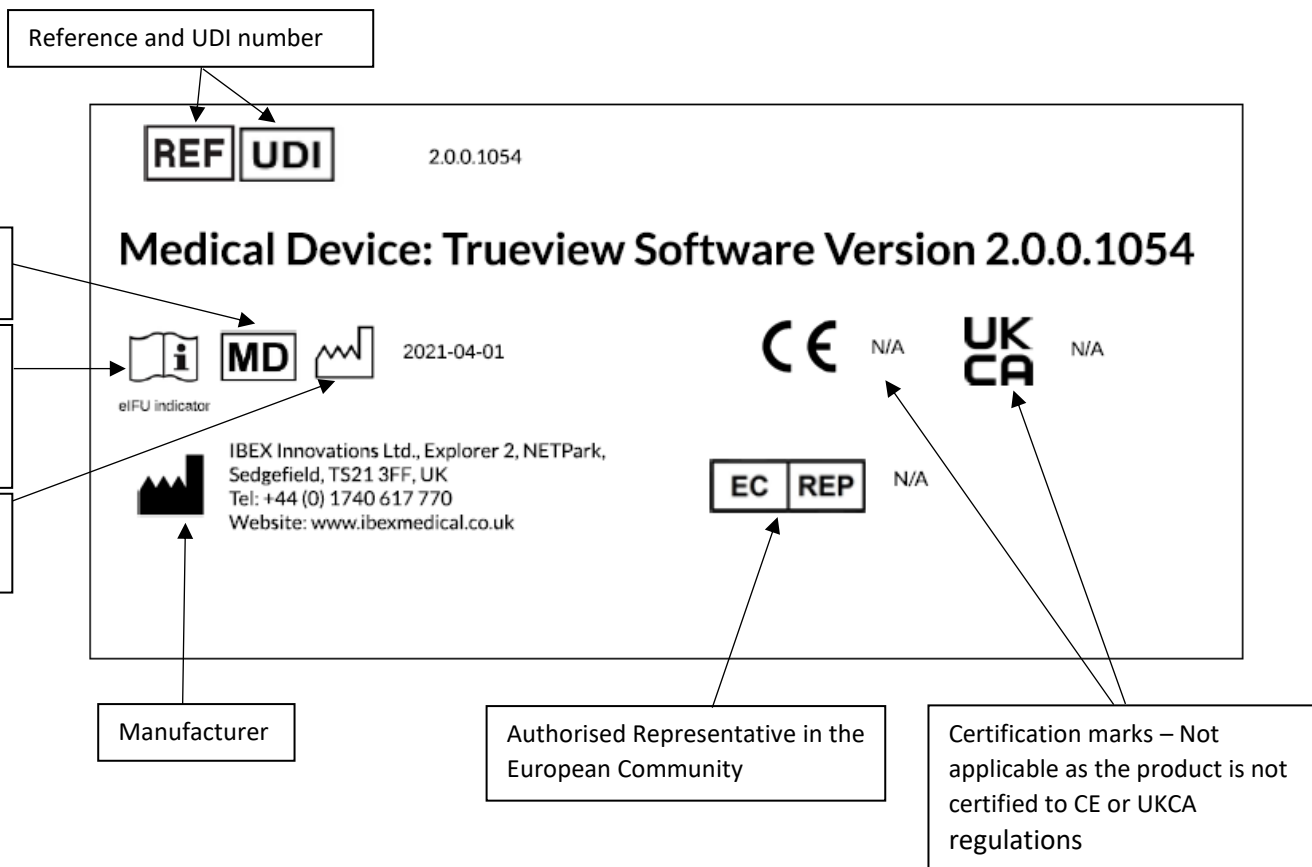 Reference and UDI number
REF UDI 2.0.0.1054
Medical Device: Trueview Software Version 2.0.0.1054
i MD 2021-04-01
CE N/A
UK
CA N/A
eIFU indicator
IBEX Innovations Ltd., Explorer 2, NETPark,
Sedgefield, TS21 3FF, UK
Tel: +44 (0) 1740 617 770
Website: www.ibexmedical.co.uk
EC REP N/A
Manufacturer
Authorised Representative in the
European Community
Certification marks – Not
applicable as the product is not
certified to CE or UKCA
regulations